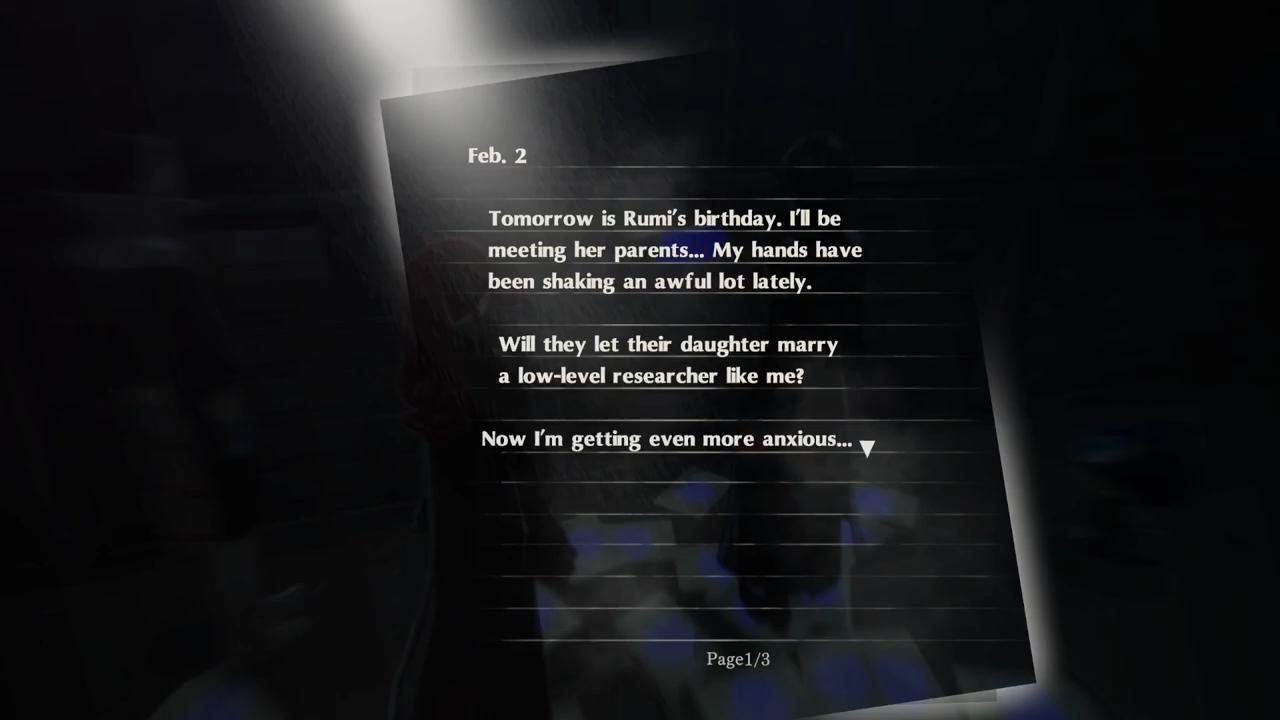 Feb. 2
Tomorrow is Rumi's birthday. I'll be
meeting her parents... My hands have
been shaking an awful lot lately.
Will they let their daughter marry
a low-level researcher like me?
Now I'm getting even more anxious...
Page1/3